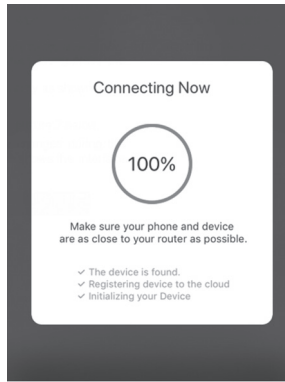 Connecting Now
100%
Make sure your phone and device
are as close to your router as possible.
✓ The device is found.
✓ Registering device to the cloud
✓ Initializing your Device